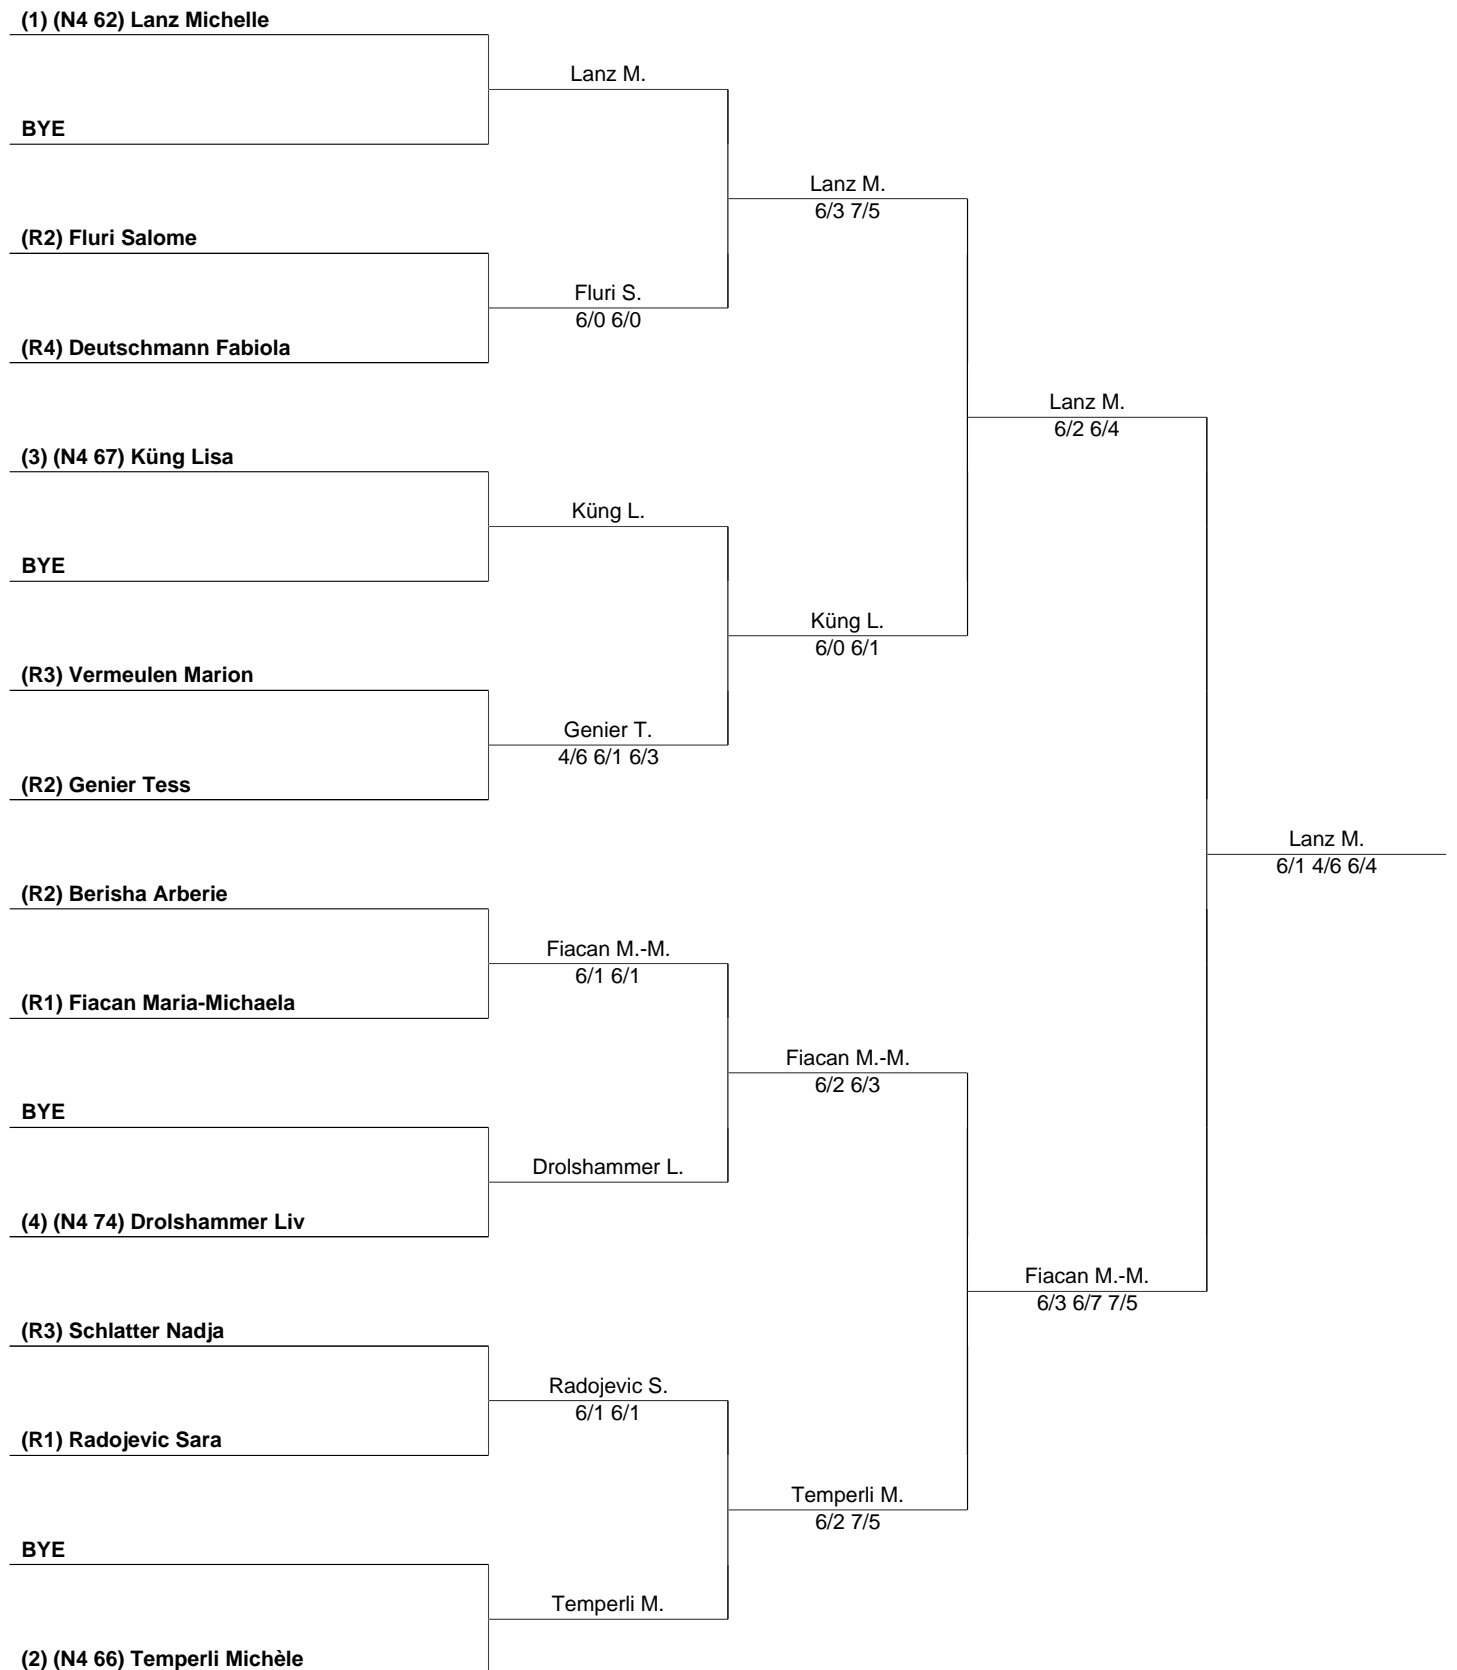 (1) (N4 62) Lanz Michelle
Lanz M.
BYE
Lanz M.
6/3 7/5
(R2) Fluri Salome
Fluri S.
6/0 6/0
(R4) Deutschmann Fabiola
Lanz M.
6/2 6/4
(3) (N4 67) Küng Lisa
Küng L.
BYE
Küng L.
6/0 6/1
(R3) Vermeulen Marion
Genier T.
4/6 6/1 6/3
(R2) Genier Tess
Lanz M.
6/1 4/6 6/4
(R2) Berisha Arberie
Fiacan M.-M.
6/1 6/1
(R1) Fiacan Maria-Michaela
Fiacan M.-M.
6/2 6/3
BYE
Drolshammer L.
(4) (N4 74) Drolshammer Liv
Fiacan M.-M.
6/3 6/7 7/5
(R3) Schlatter Nadja
Radojevic S.
6/1 6/1
(R1) Radojevic Sara
Temperli M.
6/2 7/5
BYE
Temperli M.
(2) (N4 66) Temperli Michèle